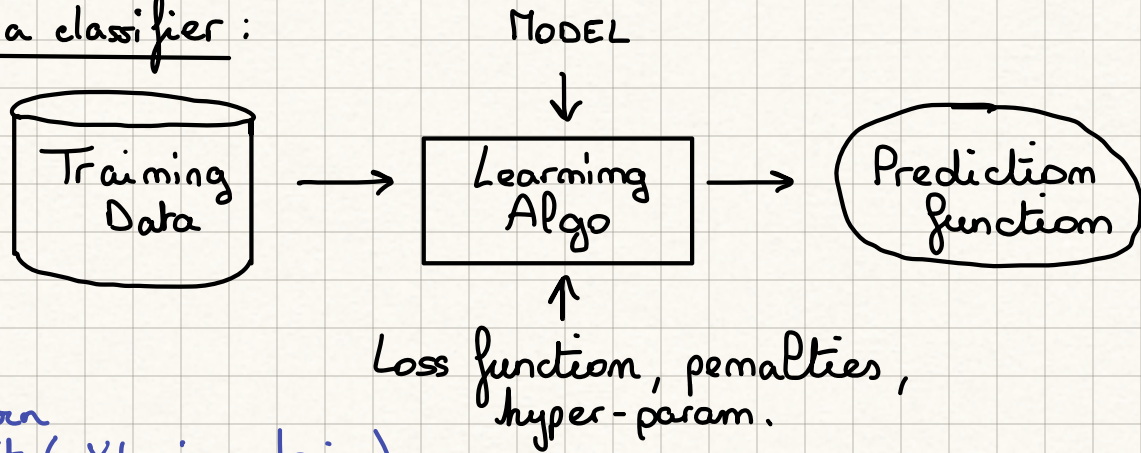 a classifier :
MODEL
Training
Data
Learning
Algo
Prediction
function
Loss function, penalties,
hyper-param.